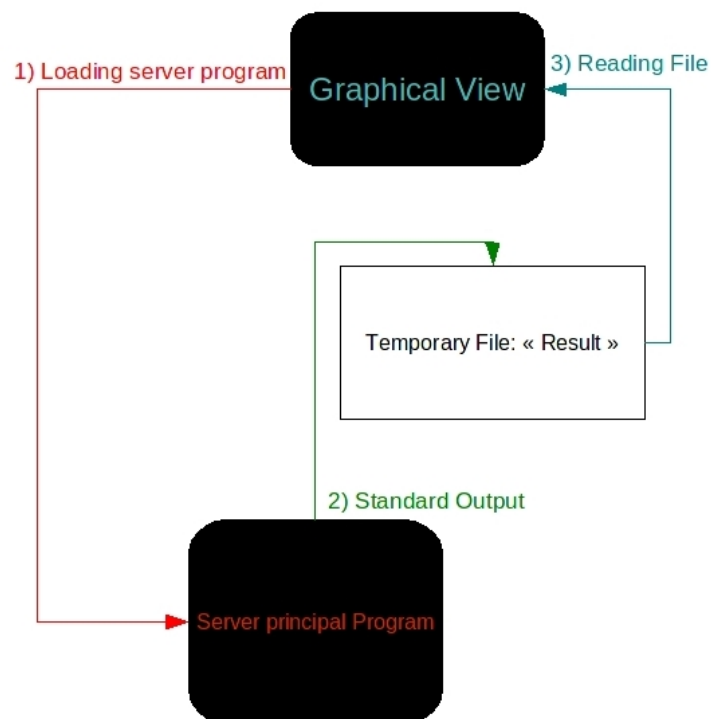 1) Loading server program
Graphical View
3) Reading File
Temporary File: « Result »
2) Standard Output
Server principal Program